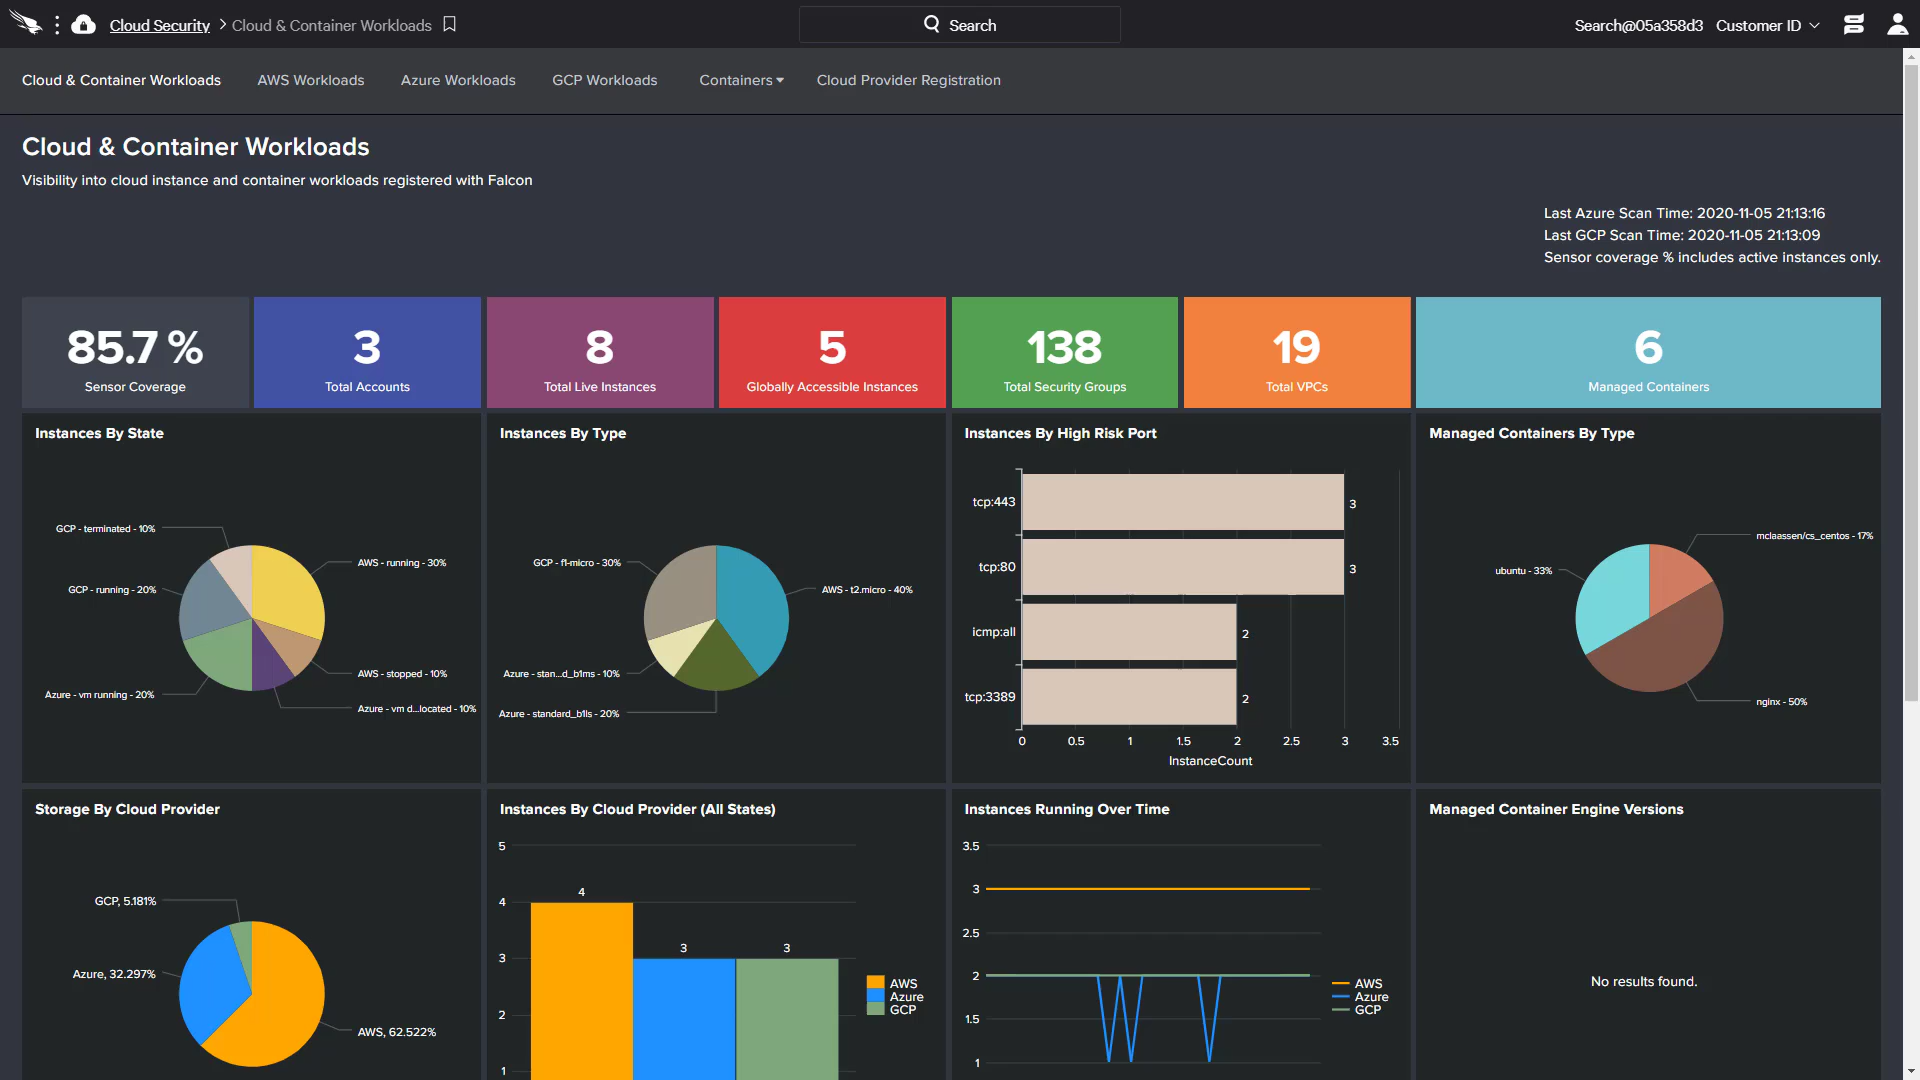 Cloud Security > Cloud & Container Workloads
Search
Search@05a358d3 Customer ID
Cloud & Container Workloads
AWS Workloads
Azure Workloads
GCP Workloads
Containers
Cloud Provider Registration
Cloud & Container Workloads
Visibility into cloud instance and container workloads registered with Falcon
Last Azure Scan Time: 2020-11-05 21:13:16
Last GCP Scan Time: 2020-11-05 21:13:09
Sensor coverage % includes active instances only.
85.7 %
Sensor Coverage
3
Total Accounts
8
Total Live Instances
5
Globally Accessible Instances
138
Total Security Groups
19
Total VPCs
6
Managed Containers
Instances By State
GCP - terminated - 10%
AWS - running - 30%
GCP - running - 20%
AWS - stopped - 10%
Azure - vm running - 20%
Azure - vm d...located - 10%
Instances By Type
GCP - f1-micro - 30%
AWS - t2.micro - 40%
Azure - stan...d_b1ms - 10%
Azure - standard_b1ls - 20%
Instances By High Risk Port
tcp:443
3
tcp:80
3
icmp:all
2
tcp:3389
2
0 0.5 1 1.5 2 2.5 3 3.5
InstanceCount
Managed Containers By Type
mclaassen/cs_centos - 17%
ubuntu - 33%
nginx - 50%
Storage By Cloud Provider
GCP, 5.181%
Azure, 32.297%
AWS, 62.522%
Instances By Cloud Provider (All States)
5
4
4
3
3
3
2
1
AWS
Azure
GCP
Instances Running Over Time
3.5
3
2.5
2
1.5
1
AWS
Azure
GCP
Managed Container Engine Versions
No results found.